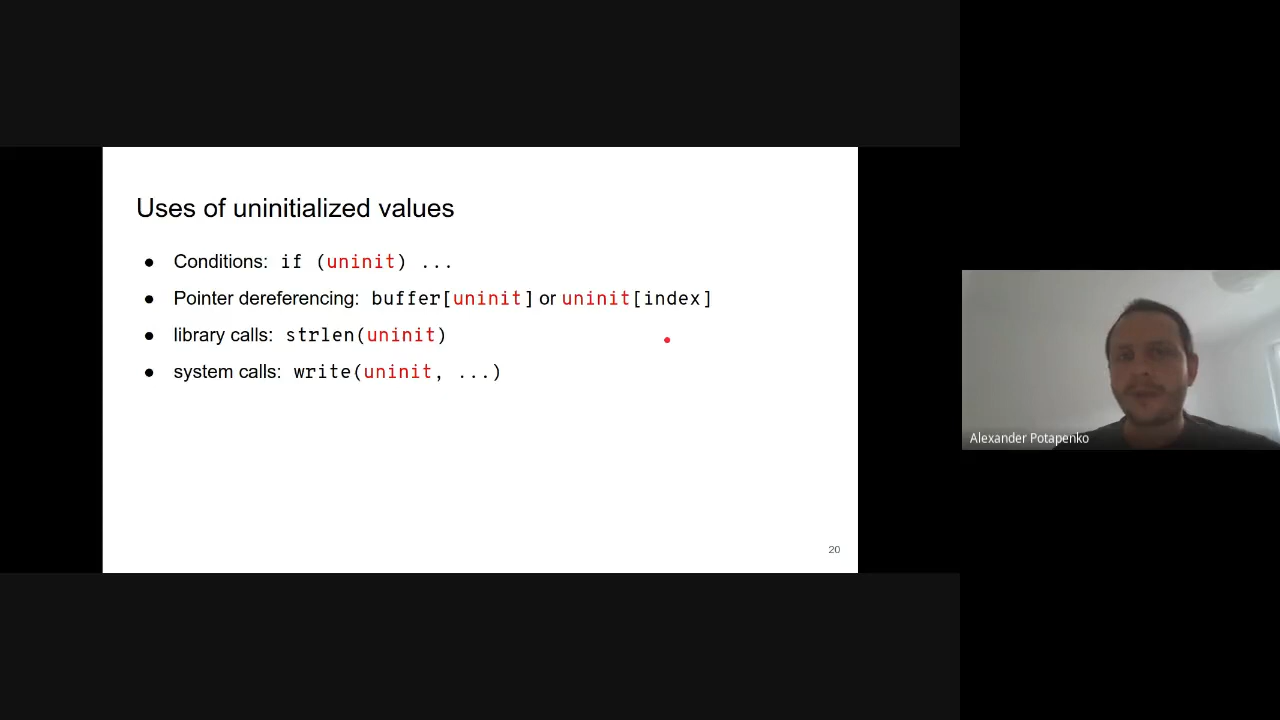 Uses of uninitialized values
● Conditions: if (uninit) ...
● Pointer dereferencing: buffer[uninit] or uninit[index]
● library calls: strlen(uninit)
● system calls: write(uninit, ...)
20
Alexander Potapenko